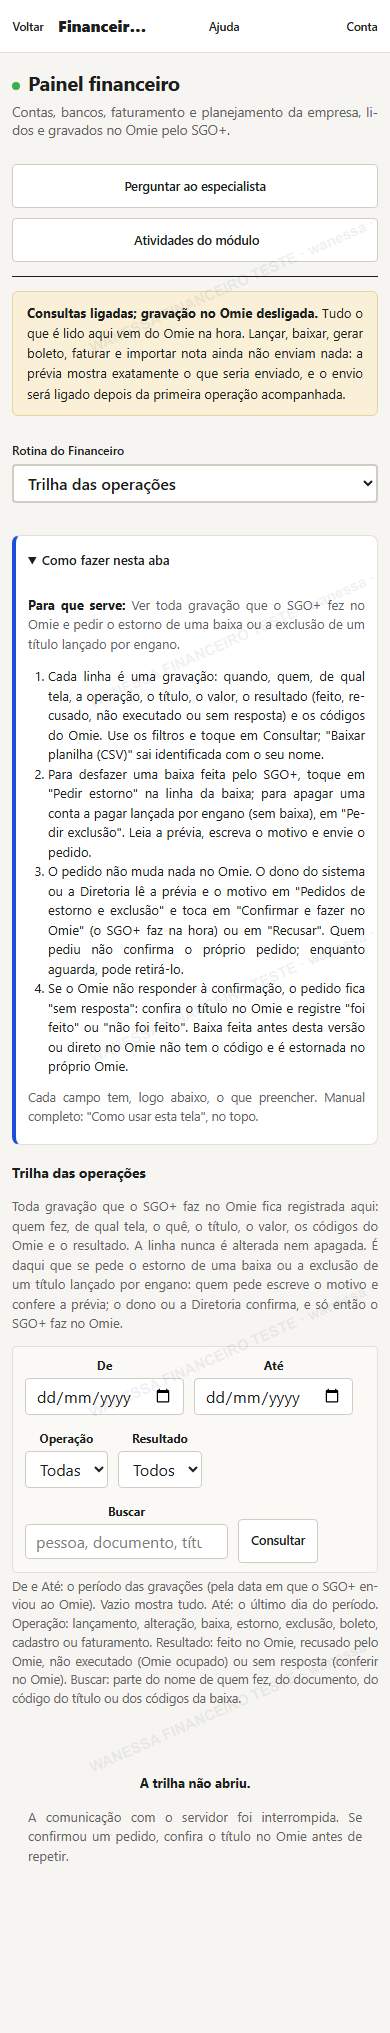 Voltar Financeir... Ajuda Conta
Painel financeiro
Contas, bancos, faturamento e planejamento da empresa, li-
dos e gravados no Omie pelo SGO+.
Perguntar ao especialista
Atividades do módulo
Consultas ligadas; gravação no Omie desligada. Tudo o
que é lido aqui vem do Omie na hora. Lançar, baixar, gerar
boleto, faturar e importar nota ainda não enviam nada: a
prévia mostra exatamente o que seria enviado, e o envio
será ligado depois da primeira operação acompanhada.
Rotina do Financeiro
Trilha das operações
▼ Como fazer nesta aba
Para que serve: Ver toda gravação que o SGO+ fez no
Omie e pedir o estorno de uma baixa ou a exclusão de um
título lançado por engano.
1. Cada linha é uma gravação: quando, quem, de qual
tela, a operação, o título, o valor, o resultado (feito, re-
cusado, não executado ou sem resposta) e os códigos
do Omie. Use os filtros e toque em Consultar; "Baixar
planilha (CSV)" sai identificada com o seu nome.
2. Para desfazer uma baixa feita pelo SGO+, toque em
"Pedir estorno" na linha da baixa; para apagar uma
conta a pagar lançada por engano (sem baixa), em "Pe-
dir exclusão". Leia a prévia, escreva o motivo e envie o
pedido.
3. O pedido não muda nada no Omie. O dono do sistema
ou a Diretoria lê a prévia e o motivo em "Pedidos de
estorno e exclusão" e toca em "Confirmar e fazer no
Omie" (o SGO+ faz na hora) ou em "Recusar". Quem
pediu não confirma o próprio pedido; enquanto
aguarda, pode retirá-lo.
4. Se o Omie não responder à confirmação, o pedido fica
"sem resposta": confira o título no Omie e registre "foi
feito" ou "não foi feito". Baixa feita antes desta versão
ou direto no Omie não tem o código e é estornada no
próprio Omie.
Cada campo tem, logo abaixo, o que preencher. Manual
completo: "Como usar esta tela", no topo.
Trilha das operações
Toda gravação que o SGO+ faz no Omie fica registrada aqui:
quem fez, de qual tela, o quê, o título, o valor, os códigos do
Omie e o resultado. A linha nunca é alterada nem apagada. É
daqui que se pede o estorno de uma baixa ou a exclusão de
um título lançado por engano: quem pede escreve o motivo e
confere a prévia; o dono ou a Diretoria confirma, e só então o
SGO+ faz no Omie.
De Até
dd/mm/yyyy dd/mm/yyyy
Operação Resultado
Todas Todos
Buscar
pessoa, documento, títu Consultar
De e Até: o período das gravações (pela data em que o SGO+ en-
viou ao Omie). Vazio mostra tudo. Até: o último dia do período.
Operação: lançamento, alteração, baixa, estorno, exclusão, boleto,
cadastro ou faturamento. Resultado: feito no Omie, recusado pelo
Omie, não executado (Omie ocupado) ou sem resposta (conferir
no Omie). Buscar: parte do nome de quem fez, do documento, do
código do título ou dos códigos da baixa.
WANESSA FINANCEIRO TESTE · wanessa ·
A trilha não abriu.
A comunicação com o servidor foi interrompida. Se
confirmou um pedido, confira o título no Omie antes de
repetir.